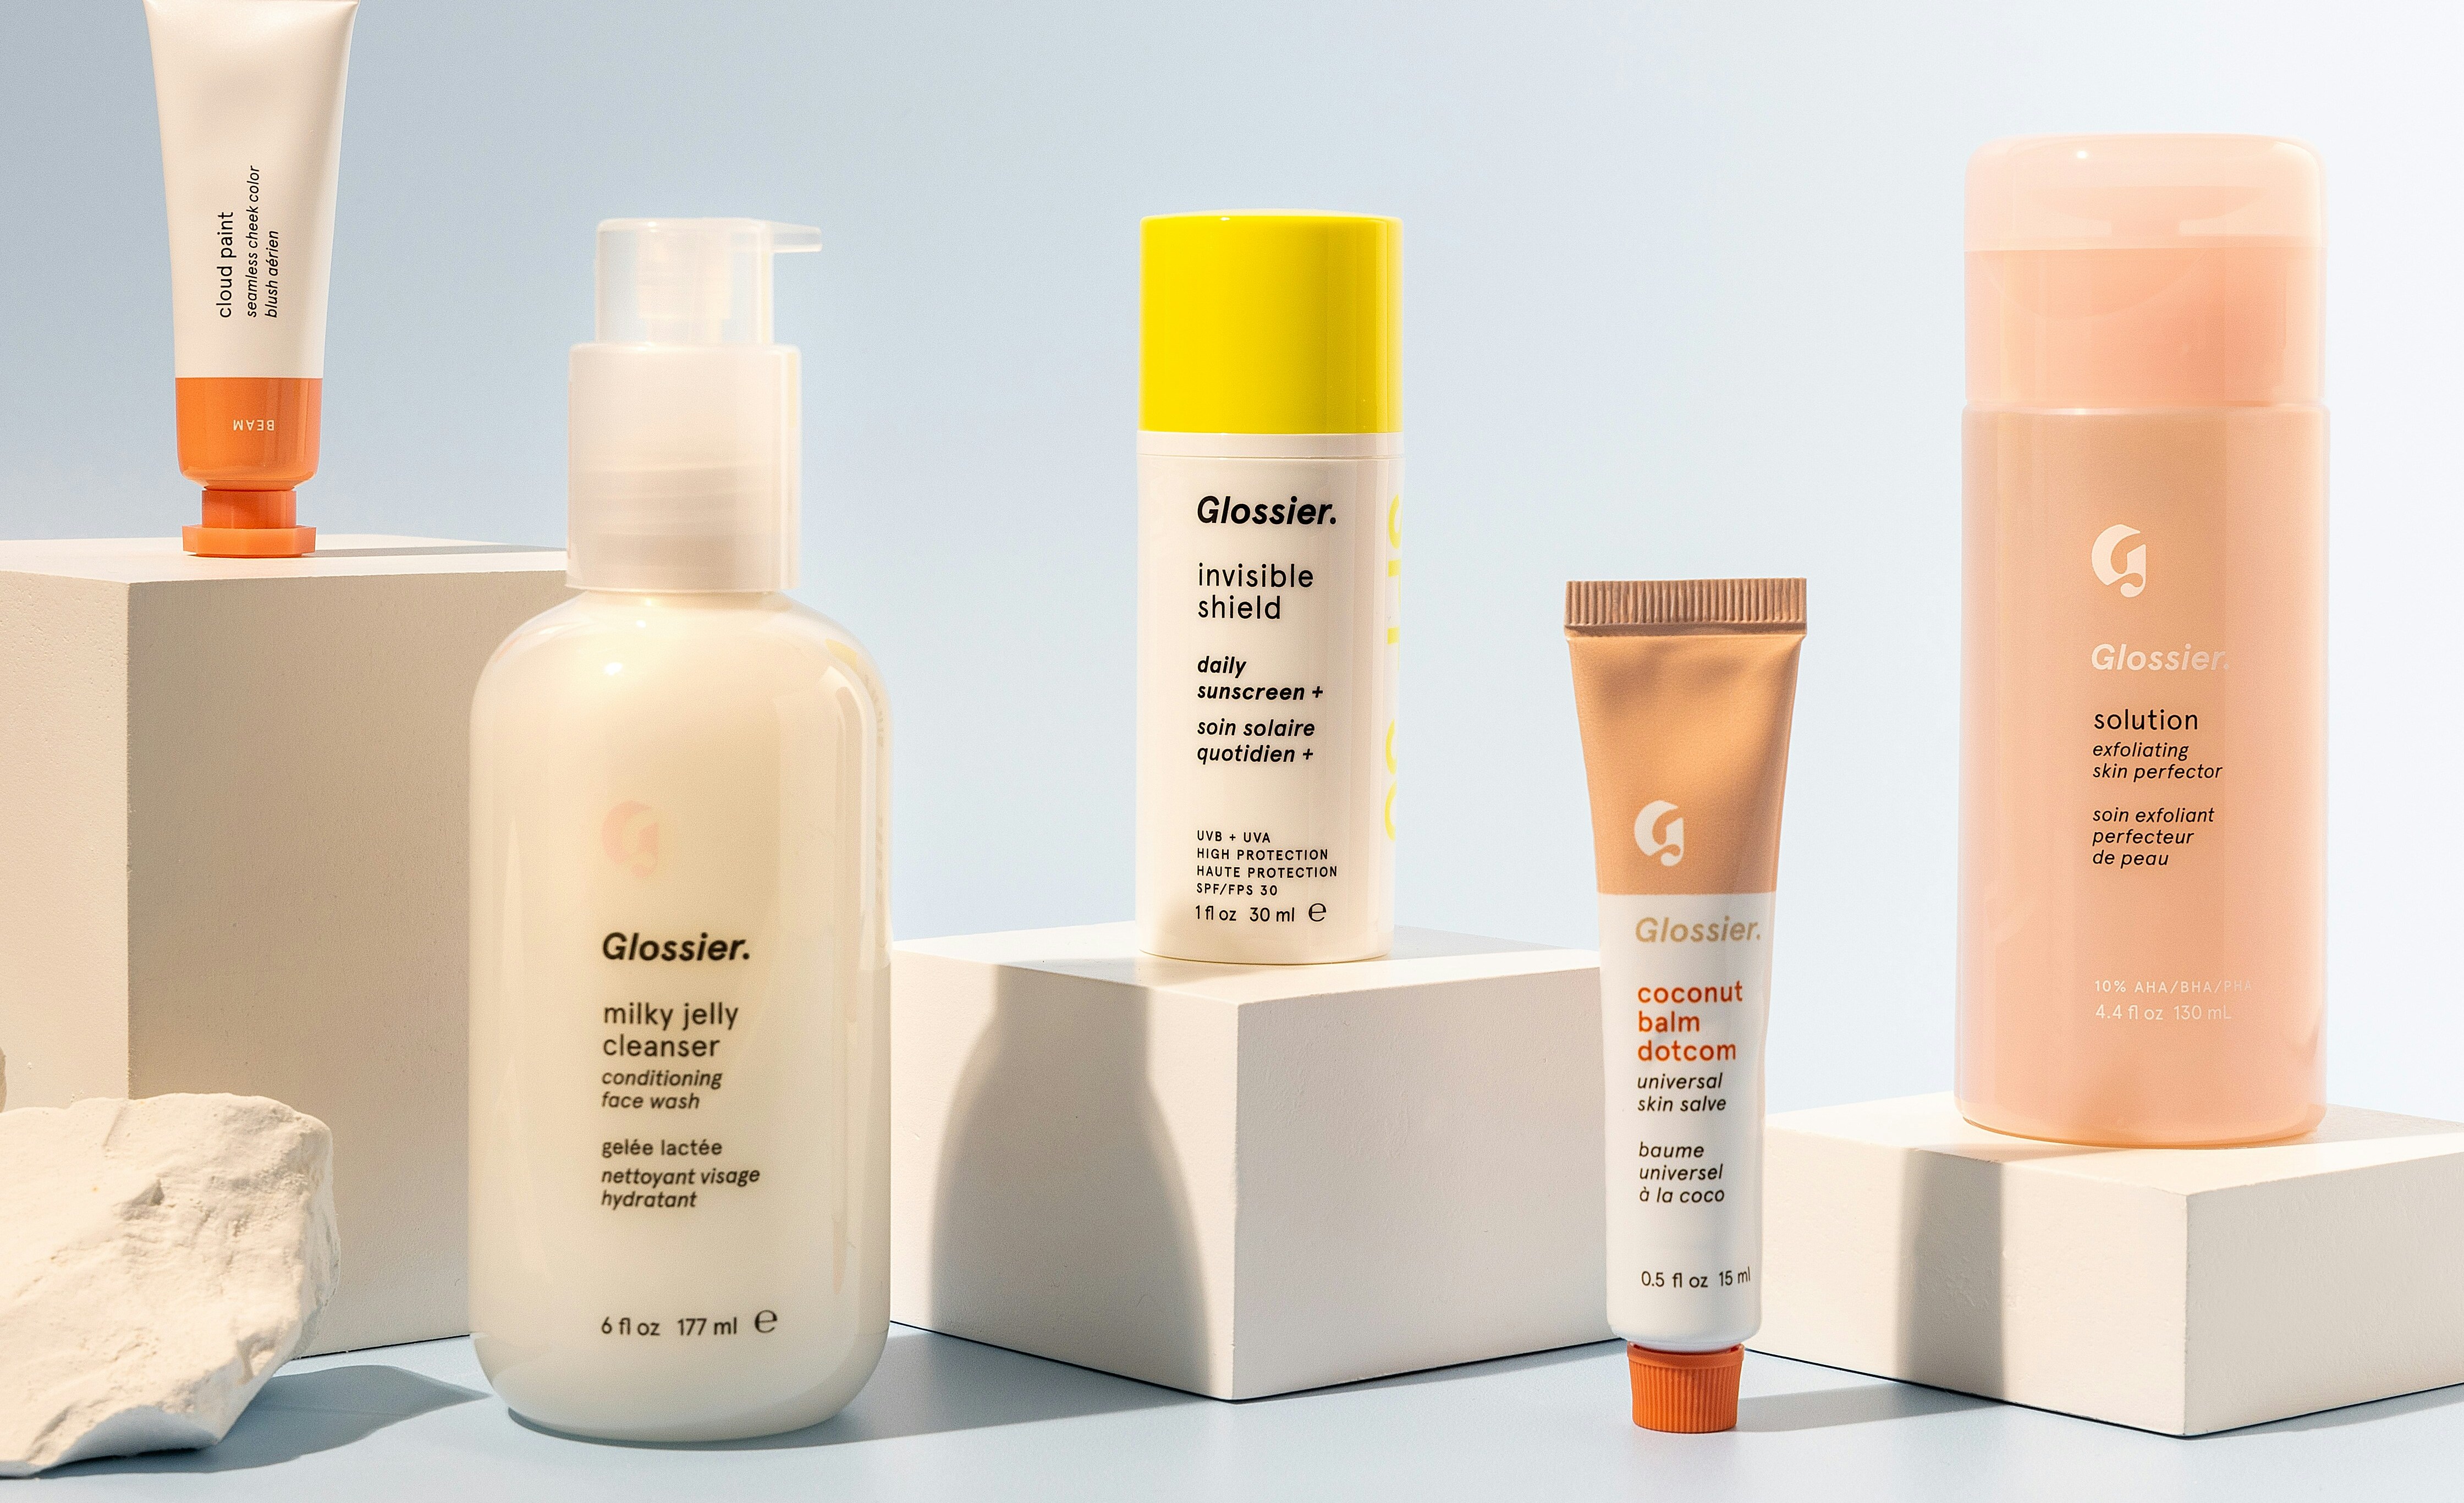 cloud paint
seamless cheek color
blush aérien
BEAM
Glossier.
milky jelly
cleanser
conditioning
face wash
gelée lactée
nettoyant visage
hydratant
6 fl oz 177 ml ℮
Glossier.
invisible
shield
daily
sunscreen +
soin solaire
quotidien +
UVB + UVA
HIGH PROTECTION
HAUTE PROTECTION
SPF/FPS 30
1 fl oz 30 ml ℮
G
Glossier.
coconut
balm
dotcom
universal
skin salve
baume
universel
à la coco
0.5 fl oz 15 ml
G
Glossier.
solution
exfoliating
skin perfector
soin exfoliant
perfecteur
de peau
10% AHA/BHA/PHA
4.4 fl oz 130 mL